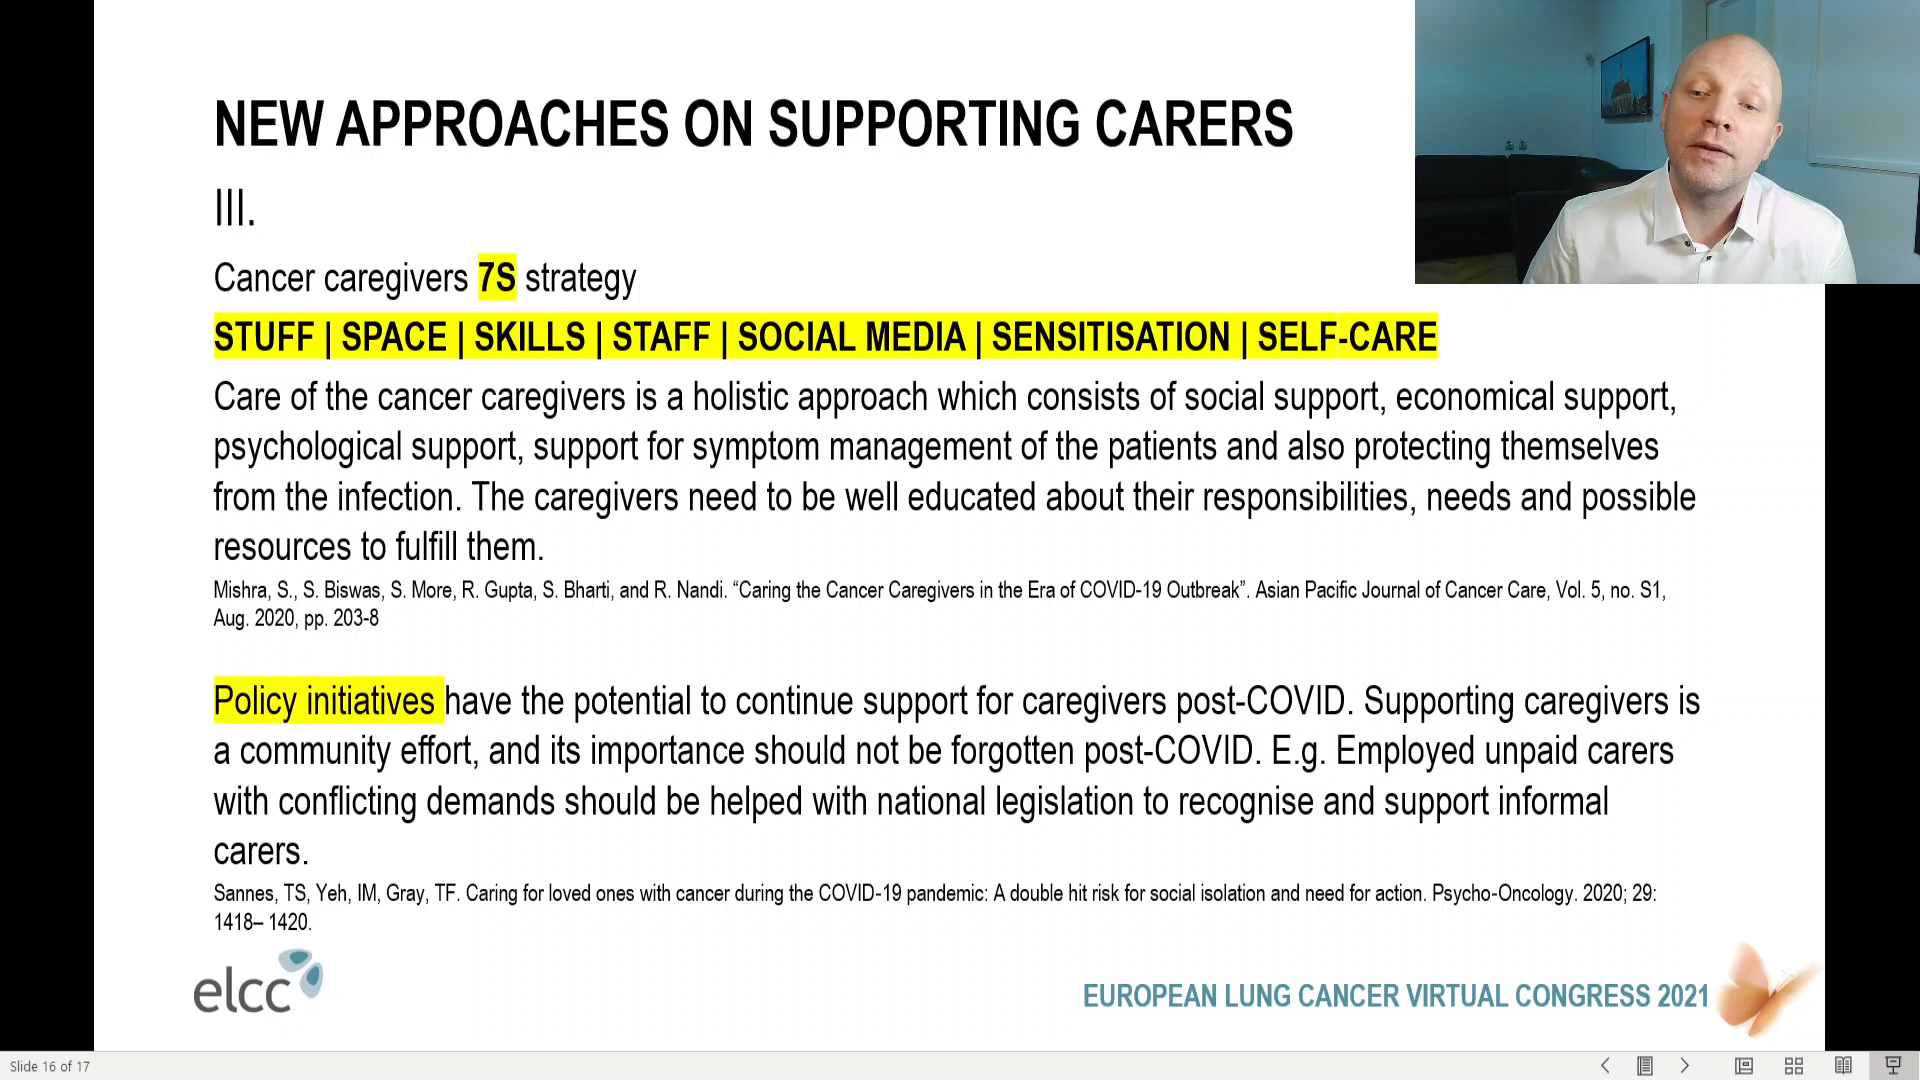 NEW APPROACHES ON SUPPORTING CARERS
III.
Cancer caregivers 7S strategy
STUFF | SPACE | SKILLS | STAFF | SOCIAL MEDIA | SENSITISATION | SELF-CARE
Care of the cancer caregivers is a holistic approach which consists of social support, economical support,
psychological support, support for symptom management of the patients and also protecting themselves
from the infection. The caregivers need to be well educated about their responsibilities, needs and possible
resources to fulfill them.
Mishra, S., S. Biswas, S. More, R. Gupta, S. Bharti, and R. Nandi. “Caring the Cancer Caregivers in the Era of COVID-19 Outbreak”. Asian Pacific Journal of Cancer Care, Vol. 5, no. S1,
Aug. 2020, pp. 203-8
Policy initiatives have the potential to continue support for caregivers post-COVID. Supporting caregivers is
a community effort, and its importance should not be forgotten post-COVID. E.g. Employed unpaid carers
with conflicting demands should be helped with national legislation to recognise and support informal
carers.
Sannes, TS, Yeh, IM, Gray, TF. Caring for loved ones with cancer during the COVID-19 pandemic: A double hit risk for social isolation and need for action. Psycho-Oncology. 2020; 29:
1418– 1420.
elcc
EUROPEAN LUNG CANCER VIRTUAL CONGRESS 2021
Slide 16 of 17